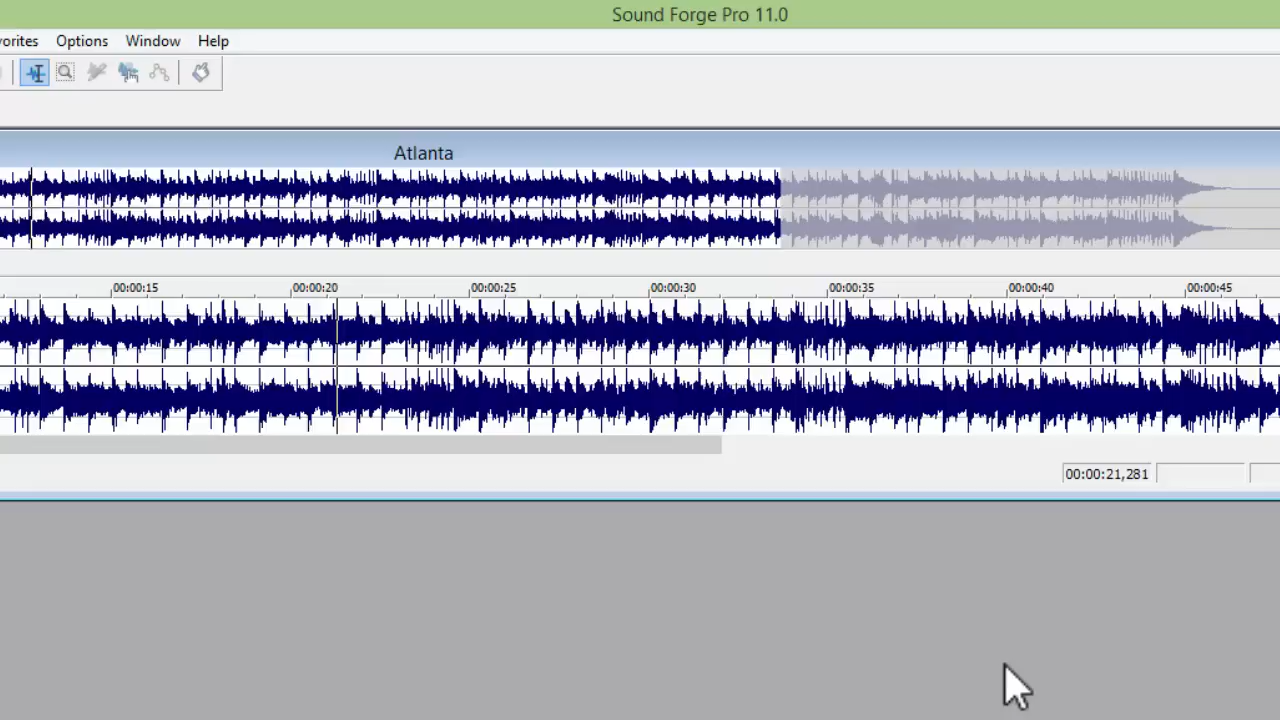 Sound Forge Pro 11.0
vorites Options Window Help
Atlanta
00:00:15 00:00:20 00:00:25 00:00:30 00:00:35 00:00:40 00:00:45
00:00:21,281